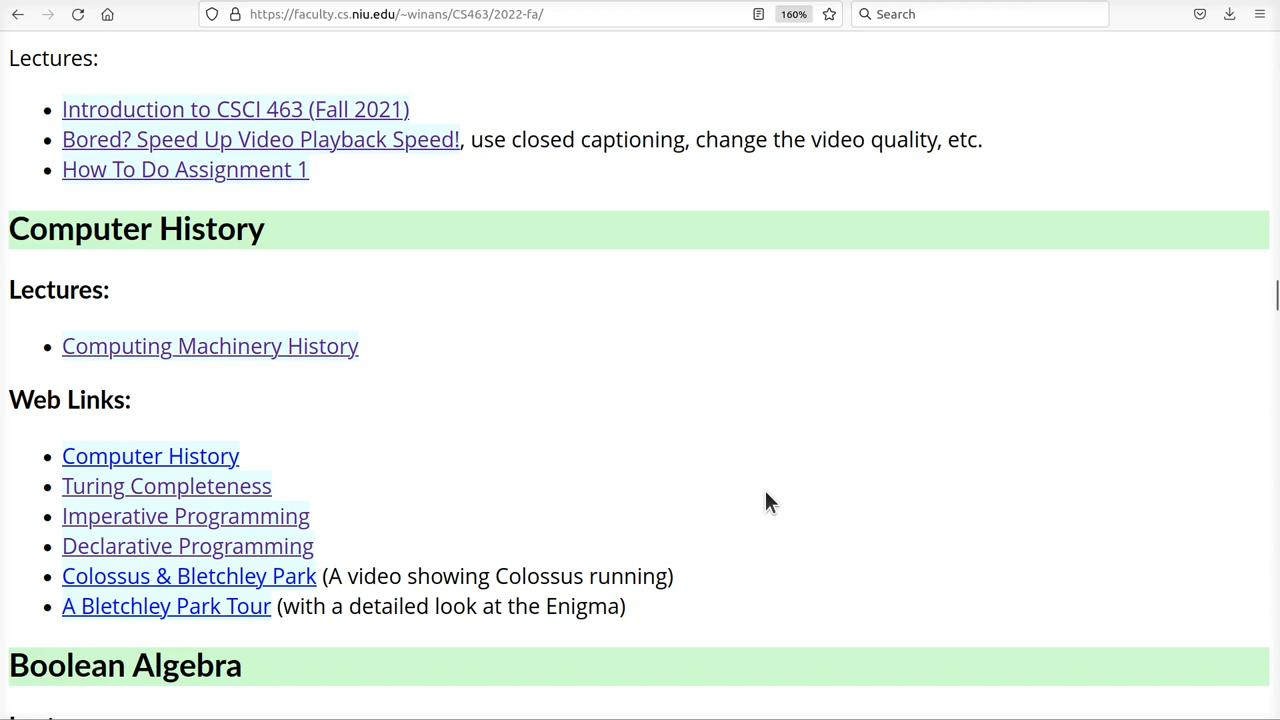 https://faculty.cs.niu.edu/~winans/CS463/2022-fa/
160%
Search
Lectures:
Introduction to CSCI 463 (Fall 2021)
Bored? Speed Up Video Playback Speed!, use closed captioning, change the video quality, etc.
How To Do Assignment 1
Computer History
Lectures:
Computing Machinery History
Web Links:
Computer History
Turing Completeness
Imperative Programming
Declarative Programming
Colossus & Bletchley Park (A video showing Colossus running)
A Bletchley Park Tour (with a detailed look at the Enigma)
Boolean Algebra